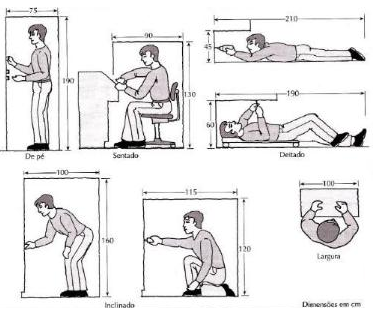 75
190
De pé
90
130
Sentado
210
45
190
60
Deitado
100
160
115
120
Inclinado
100
Largura
Dimensões em cm